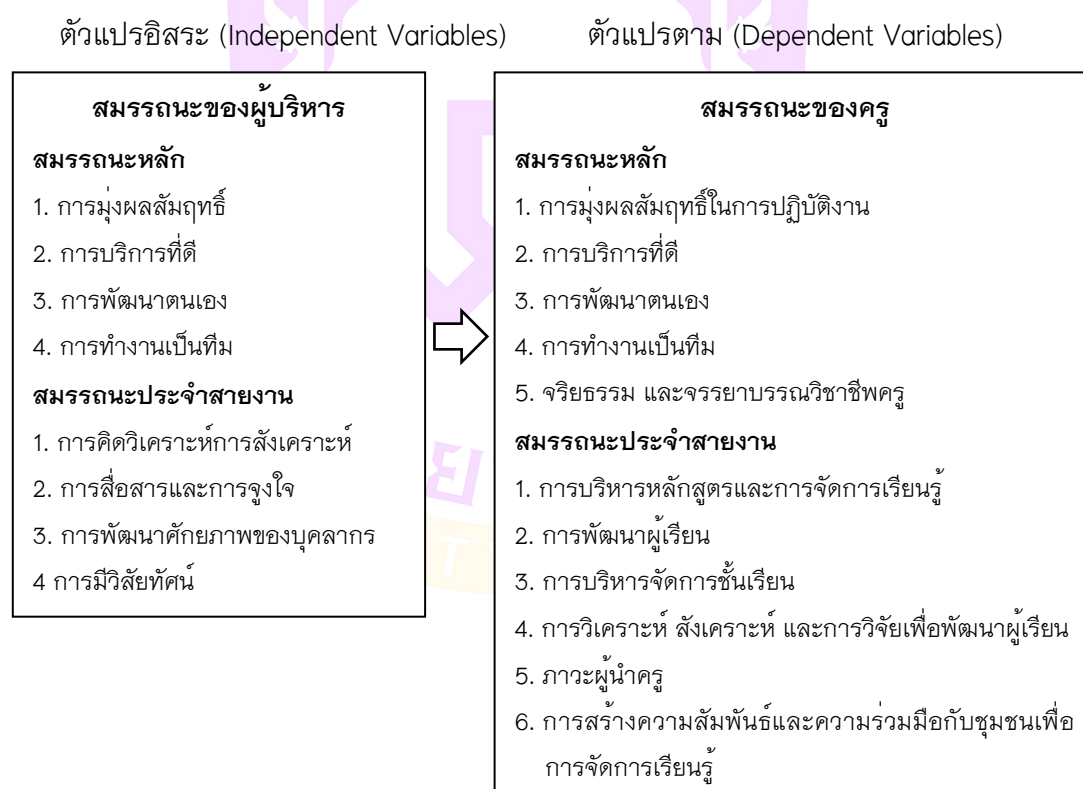 ตัวแปรอิสระ (Independent Variables)
ตัวแปรตาม (Dependent Variables)
สมรรถนะของผู้บริหาร
สมรรถนะหลัก
1. การมุ่งผลสัมฤทธิ์
2. การบริการที่ดี
3. การพัฒนาตนเอง
4. การทำงานเป็นทีม
สมรรถนะประจำสายงาน
1. การคิดวิเคราะห์การสังเคราะห์
2. การสื่อสารและการจูงใจ
3. การพัฒนาศักยภาพของบุคลากร
4 การมีวิสัยทัศน์
สมรรถนะของครู
สมรรถนะหลัก
1. การมุ่งผลสัมฤทธิ์ในการปฏิบัติงาน
2. การบริการที่ดี
3. การพัฒนาตนเอง
4. การทำงานเป็นทีม
5. จริยธรรม และจรรยาบรรณวิชาชีพครู
สมรรถนะประจำสายงาน
1. การบริหารหลักสูตรและการจัดการเรียนรู้
2. การพัฒนาผู้เรียน
3. การบริหารจัดการชั้นเรียน
4. การวิเคราะห์ สังเคราะห์ และการวิจัยเพื่อพัฒนาผู้เรียน
5. ภาวะผู้นำครู
6. การสร้างความสัมพันธ์และความร่วมมือกับชุมชนเพื่อ
การจัดการเรียนรู้